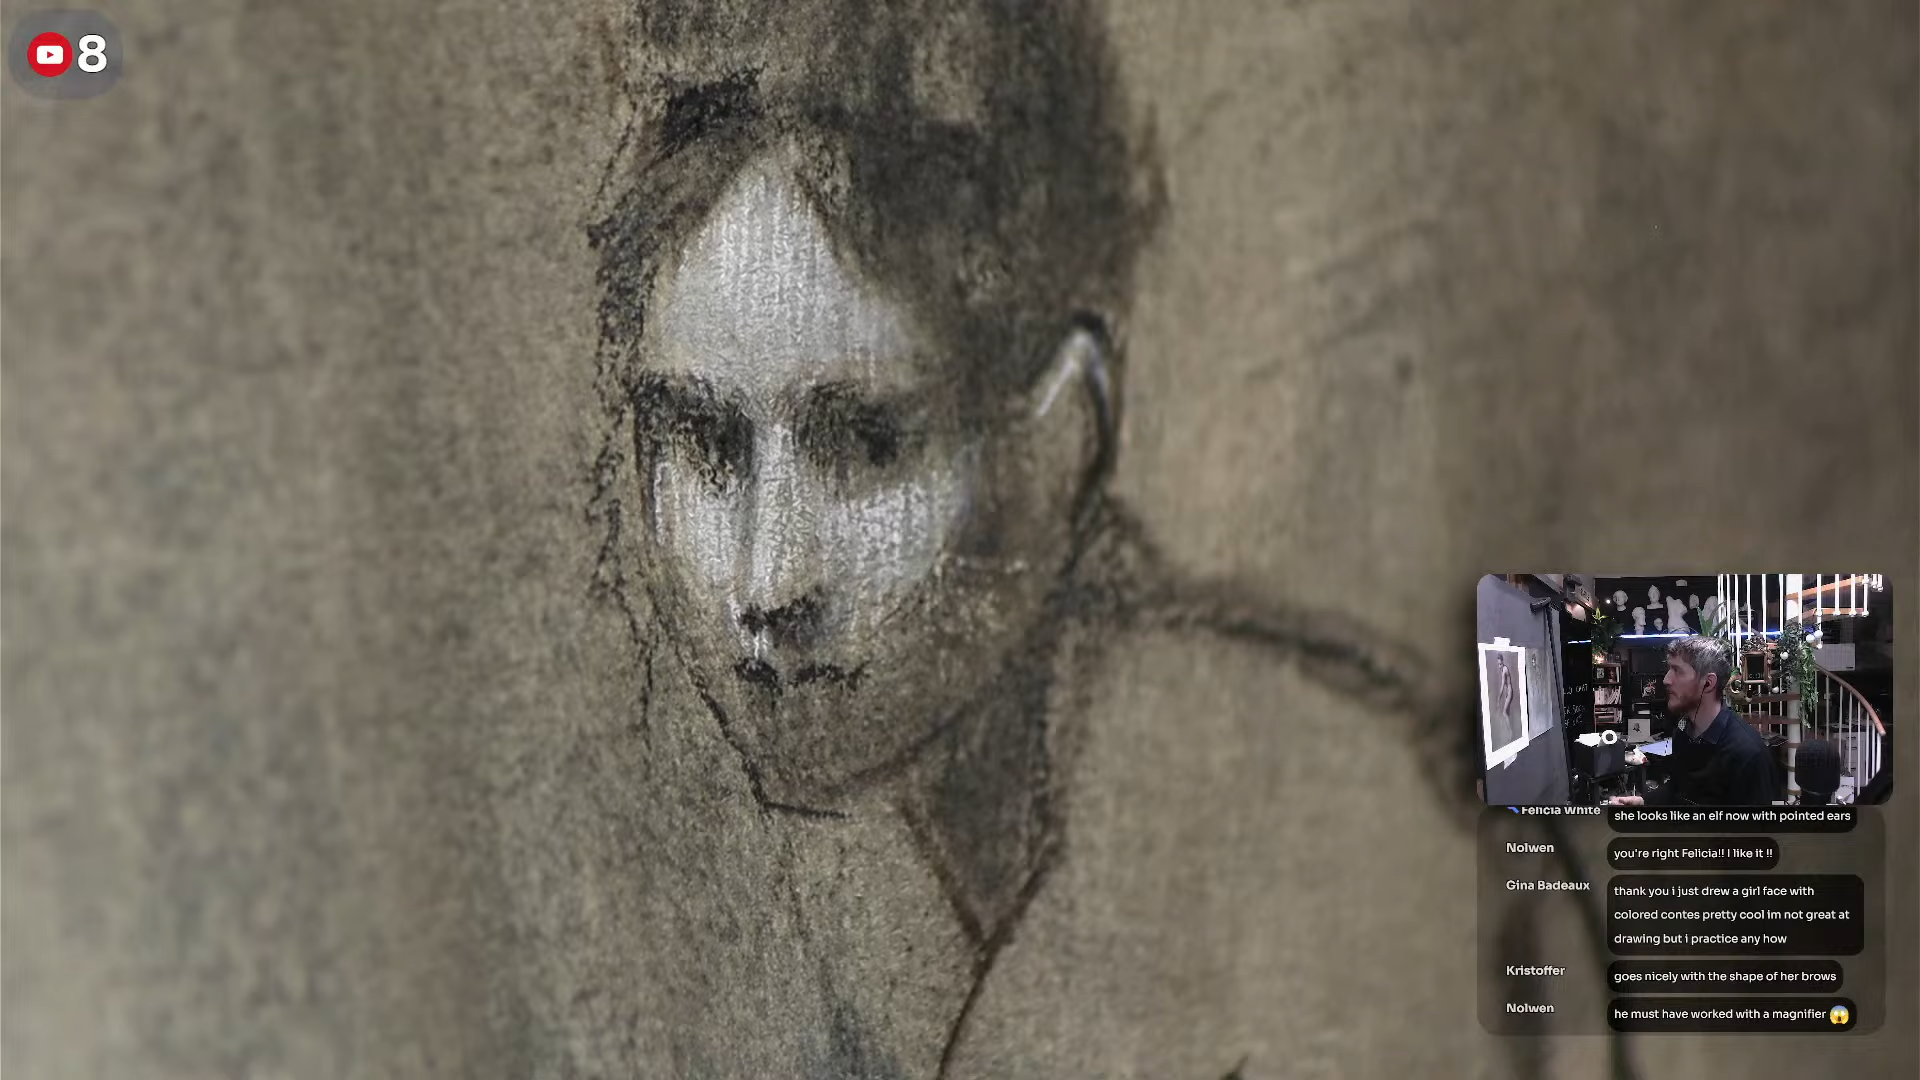 8
Felicia White she looks like an elf now with pointed ears
Nolwen you're right Felicia!! I like it !!
Gina Badeaux thank you i just drew a girl face with
colored contes pretty cool im not great at
drawing but i practice any how
Kristoffer goes nicely with the shape of her brows
Nolwen he must have worked with a magnifier 😱